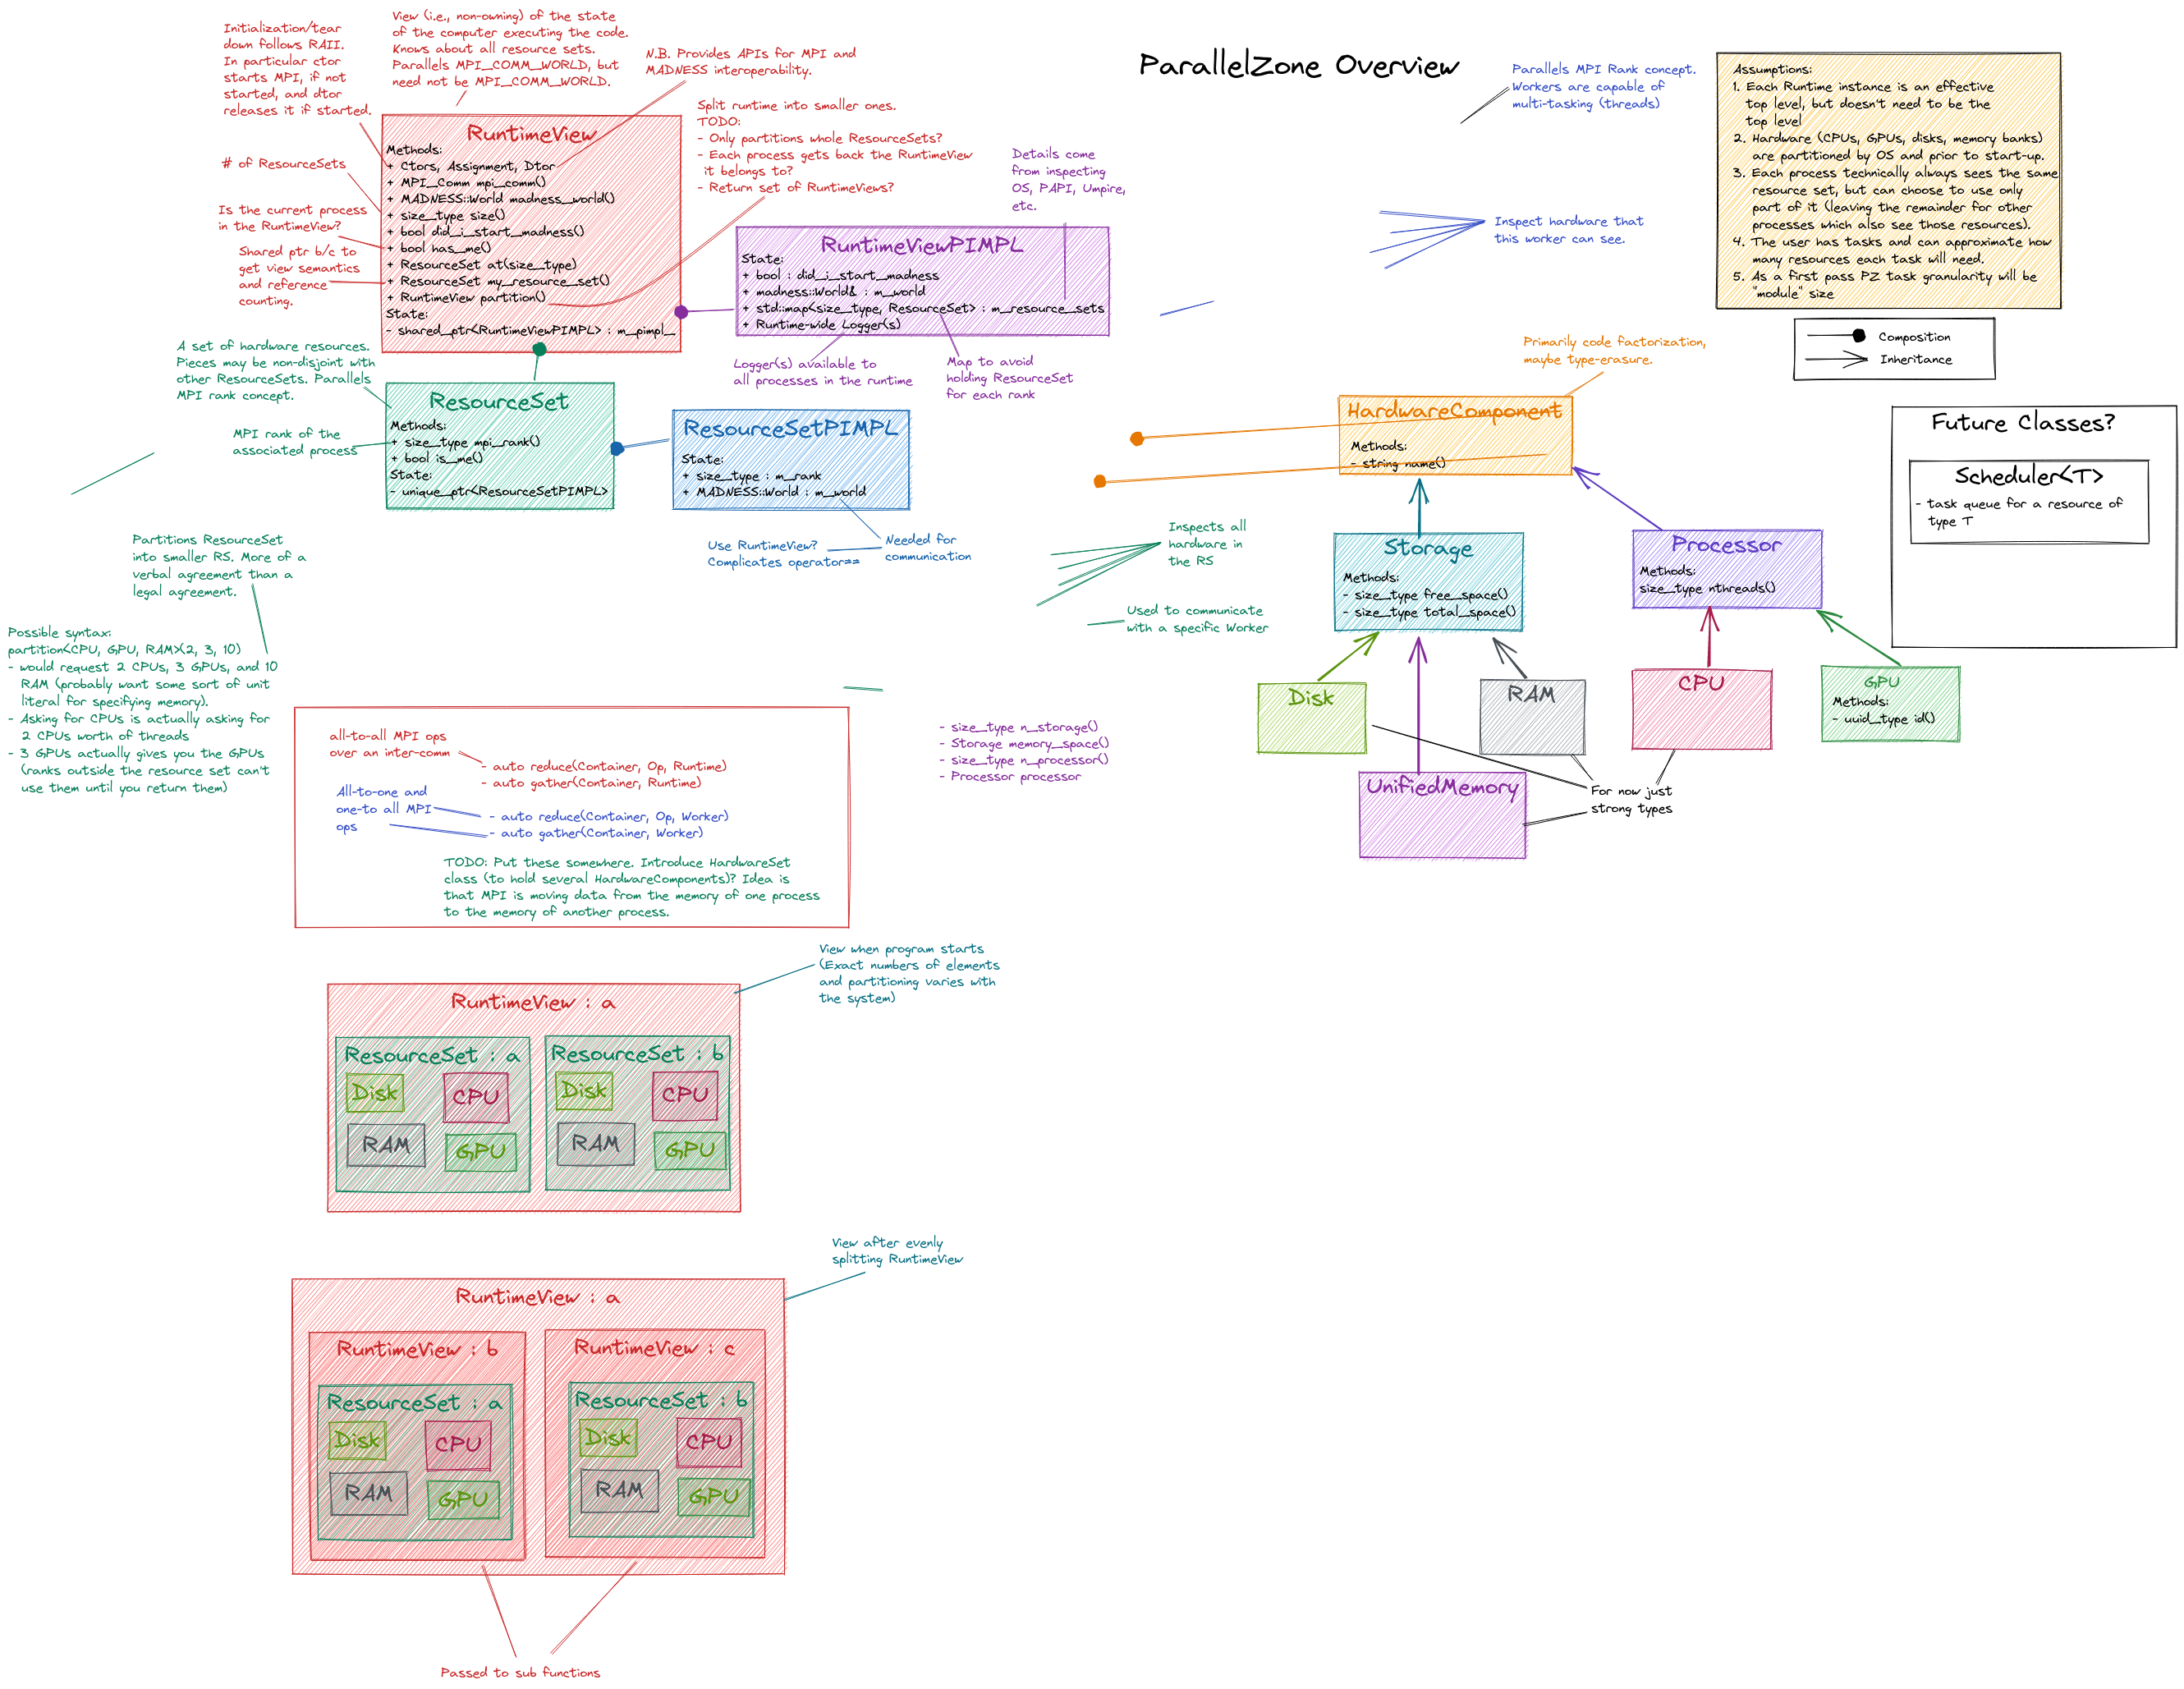 ParallelZone Overview
Initialization/tear
down follows RAII.
In particular ctor
starts MPI, if not
started, and dtor
releases it if started.
View (i.e., non-owning) of the state
of the computer executing the code.
Knows about all resource sets.
Parallels MPI_COMM_WORLD, but
need not be MPI_COMM_WORLD.
N.B. Provides APIs for MPI and
MADNESS interoperability.
# of ResourceSets
Is the current process
in the RuntimeView?
Shared ptr b/c to
get view semantics
and reference
counting.
RuntimeView
Methods:
+ Ctors, Assignment, Dtor
+ MPI_Comm mpi_comm()
+ MADNESS::World madness_world()
+ size_type size()
+ bool did_i_start_madness()
+ bool has_me()
+ ResourceSet at(size_type)
+ ResourceSet my_resource_set()
+ RuntimeView partition()
State:
- shared_ptr<RuntimeViewPIMPL> : m_pimpl_
Split runtime into smaller ones.
TODO:
- Only partitions whole ResourceSets?
- Each process gets back the RuntimeView
it belongs to?
- Return set of RuntimeViews?
Details come
from inspecting
OS, PAPI, Umpire,
etc.
RuntimeViewPIMPL
State:
+ bool : did_i_start_madness
+ madness::World& : m_world
+ std::map<size_type, ResourceSet> : m_resource_sets
+ Runtime-wide Logger(s)
Logger(s) available to
all processes in the runtime
Map to avoid
holding ResourceSet
for each rank
Parallels MPI Rank concept.
Workers are capable of
multi-tasking (threads)
Inspect hardware that
this worker can see.
Assumptions:
1. Each Runtime instance is an effective
top level, but doesn't need to be the
top level
2. Hardware (CPUs, GPUs, disks, memory banks)
are partitioned by OS and prior to start-up.
3. Each process technically always sees the same
resource set, but can choose to use only
part of it (leaving the remainder for other
processes which also see those resources).
4. The user has tasks and can approximate how
many resources each task will need.
5. As a first pass PZ task granularity will be
"module" size
Composition
Inheritance
A set of hardware resources.
Pieces may be non-disjoint with
other ResourceSets. Parallels
MPI rank concept.
MPI rank of the
associated process
ResourceSet
Methods:
+ size_type mpi_rank()
+ bool is_me()
State:
- unique_ptr<ResourceSetPIMPL>
ResourceSetPIMPL
State:
+ size_type : m_rank
+ MADNESS::World : m_world
Use RuntimeView?
Complicates operator==
Needed for
communication
Primarily code factorization,
maybe type-erasure.
HardwareComponent
Methods:
- string name()
Future Classes?
Scheduler<T>
- task queue for a resource of
type T
Partitions ResourceSet
into smaller RS. More of a
verbal agreement than a
legal agreement.
Inspects all
hardware in
the RS
Used to communicate
with a specific Worker
Storage
Methods:
- size_type free_space()
- size_type total_space()
Processor
Methods:
size_type nthreads()
Possible syntax:
partition<CPU, GPU, RAM>(2, 3, 10)
- would request 2 CPUs, 3 GPUs, and 10
RAM (probably want some sort of unit
literal for specifying memory).
- Asking for CPUs is actually asking for
2 CPUs worth of threads
- 3 GPUs actually gives you the GPUs
(ranks outside the resource set can't
use them until you return them)
Disk
RAM
CPU
GPU
Methods:
- uuid_type id()
UnifiedMemory
For now just
strong types
- size_type n_storage()
- Storage memory_space()
- size_type n_processor()
- Processor processor
all-to-all MPI ops
over an inter-comm
- auto reduce(Container, Op, Runtime)
- auto gather(Container, Runtime)
All-to-one and
one-to all MPI
ops
- auto reduce(Container, Op, Worker)
- auto gather(Container, Worker)
TODO: Put these somewhere. Introduce HardwareSet
class (to hold several HardwareComponents)? Idea is
that MPI is moving data from the memory of one process
to the memory of another process.
View when program starts
(Exact numbers of elements
and partitioning varies with
the system)
RuntimeView : a
ResourceSet : a
Disk
CPU
RAM
GPU
ResourceSet : b
Disk
CPU
RAM
GPU
View after evenly
splitting RuntimeView
RuntimeView : a
RuntimeView : b
ResourceSet : a
Disk
CPU
RAM
GPU
RuntimeView : c
ResourceSet : b
Disk
CPU
RAM
GPU
Passed to sub functions